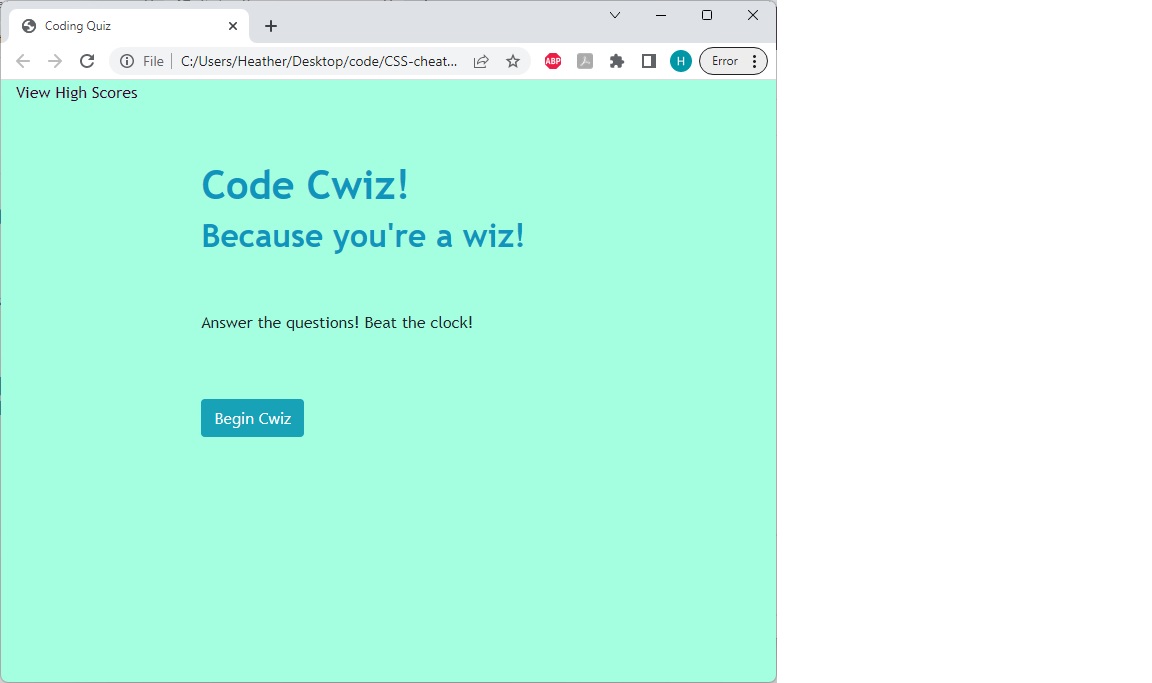 Coding Quiz
File
C:/Users/Heather/Desktop/code/CSS-cheat...
ABP
H
Error
View High Scores
Code Cwiz!
Because you're a wiz!
Answer the questions! Beat the clock!
Begin Cwiz